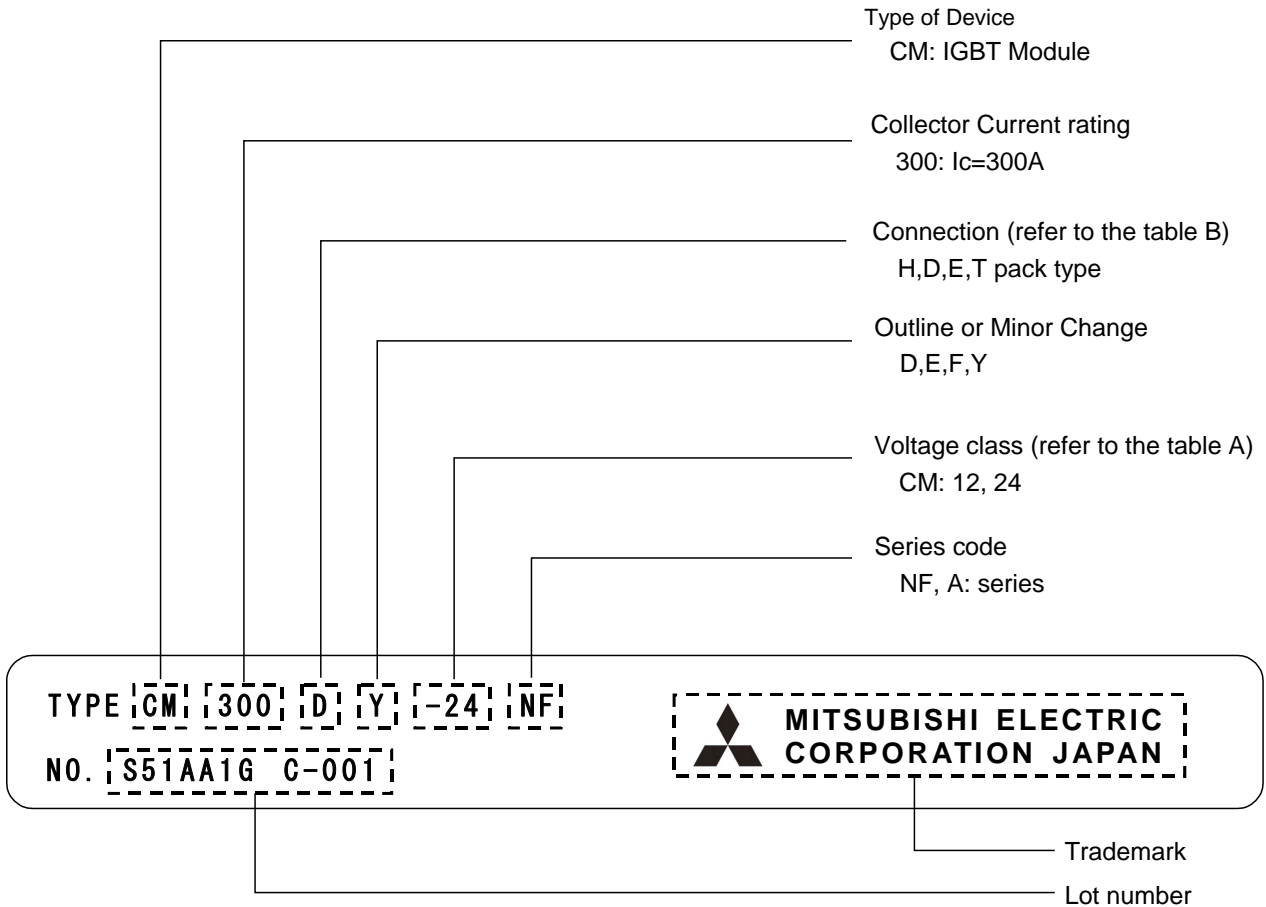 Type of Device
CM: IGBT Module
Collector Current rating
300: Ic=300A
Connection (refer to the table B)
H,D,E,T pack type
Outline or Minor Change
D,E,F,Y
Voltage class (refer to the table A)
CM: 12, 24
Series code
NF, A: series
TYPE CM 300 D Y -24 NF
NO. S51AA1G C-001
MITSUBISHI ELECTRIC
CORPORATION JAPAN
Trademark
Lot number